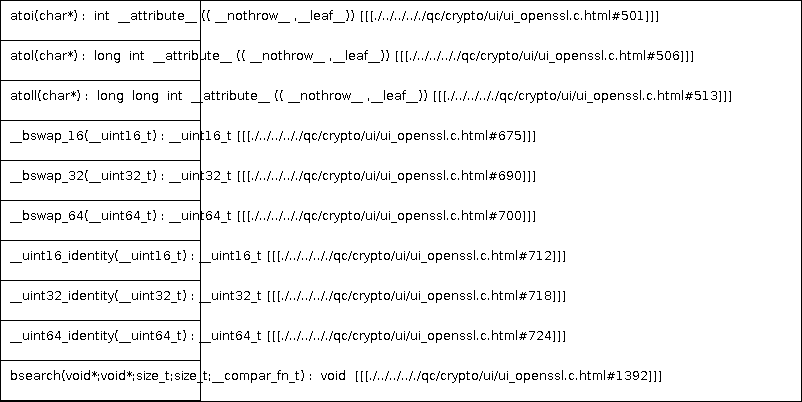 atoi(char*) : int __attribute__ (( __nothrow__ ,__leaf__)) [[[./../../../qc/crypto/ui/ui_openssl.c.html#501]]]
atol(char*) : long int __attribute__ (( __nothrow__ ,__leaf__)) [[[./../../../qc/crypto/ui/ui_openssl.c.html#506]]]
atoll(char*) : long long int __attribute__ (( __nothrow__ ,__leaf__)) [[[./../../../qc/crypto/ui/ui_openssl.c.html#513]]]
__bswap_16(__uint16_t) : __uint16_t [[[./../../../qc/crypto/ui/ui_openssl.c.html#675]]]
__bswap_32(__uint32_t) : __uint32_t [[[./../../../qc/crypto/ui/ui_openssl.c.html#690]]]
__bswap_64(__uint64_t) : __uint64_t [[[./../../../qc/crypto/ui/ui_openssl.c.html#700]]]
__uint16_identity(__uint16_t) : __uint16_t [[[./../../../qc/crypto/ui/ui_openssl.c.html#712]]]
__uint32_identity(__uint32_t) : __uint32_t [[[./../../../qc/crypto/ui/ui_openssl.c.html#718]]]
__uint64_identity(__uint64_t) : __uint64_t [[[./../../../qc/crypto/ui/ui_openssl.c.html#724]]]
bsearch(void*;void*;size_t;size_t;__compar_fn_t) : void [[[./../../../qc/crypto/ui/ui_openssl.c.html#1392]]]